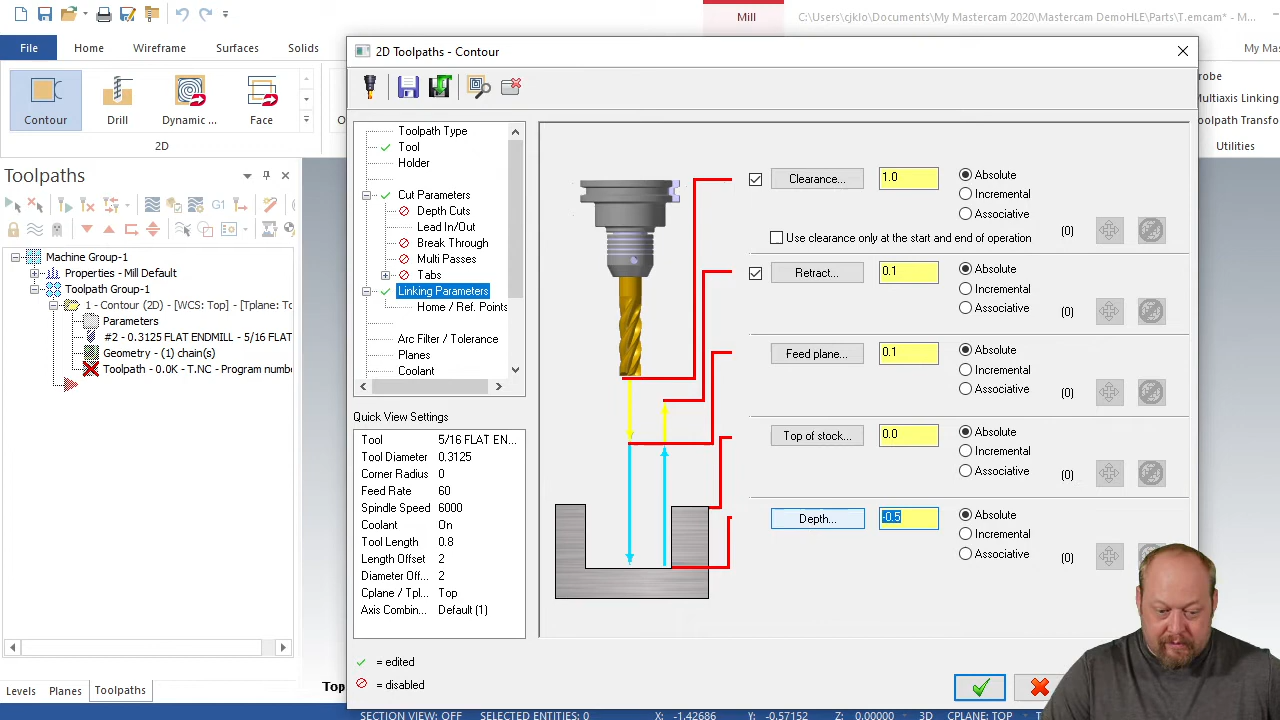 Mill
C:\Users\cjklo\Documents\My Mastercam 2020\Mastercam DemoHLE\Parts\T.emcam* - M...
File
Home
Wireframe
Surfaces
Solids
My Mas
Contour
Drill
Dynamic ...
Face
2D
robe
Multiaxis Linking
Toolpath Transfo
Utilities
Toolpaths
G1
Machine Group-1
Properties - Mill Default
Toolpath Group-1
1 - Contour (2D) - [WCS: Top] - [Tplane: To
Parameters
#2 - 0.3125 FLAT ENDMILL - 5/16 FLAT
Geometry - (1) chain(s)
Toolpath - 0.0K - T.NC - Program numbe
Levels
Planes
Toolpaths
2D Toolpaths - Contour
Toolpath Type
Tool
Holder
Cut Parameters
Depth Cuts
Lead In/Out
Break Through
Multi Passes
Tabs
Linking Parameters
Home / Ref. Points
Arc Filter / Tolerance
Planes
Coolant
Quick View Settings
Tool 5/16 FLAT EN...
Tool Diameter 0.3125
Corner Radius 0
Feed Rate 60
Spindle Speed 6000
Coolant On
Tool Length 0.8
Length Offset 2
Diameter Off... 2
Cplane / Tpl... Top
Axis Combin... Default (1)
= edited
= disabled
Clearance...
1.0
Absolute
Incremental
Associative
(0)
Use clearance only at the start and end of operation
Retract...
0.1
Absolute
Incremental
Associative
(0)
Feed plane...
0.1
Absolute
Incremental
Associative
(0)
Top of stock...
0.0
Absolute
Incremental
Associative
(0)
Depth...
-0.5
Absolute
Incremental
Associative
(0)
Top
SECTION VIEW: OFF SELECTED ENTITIES: 0 X: -1.42686 Y: -0.57152 Z: 0.00000 3D CPLANE: TOP T